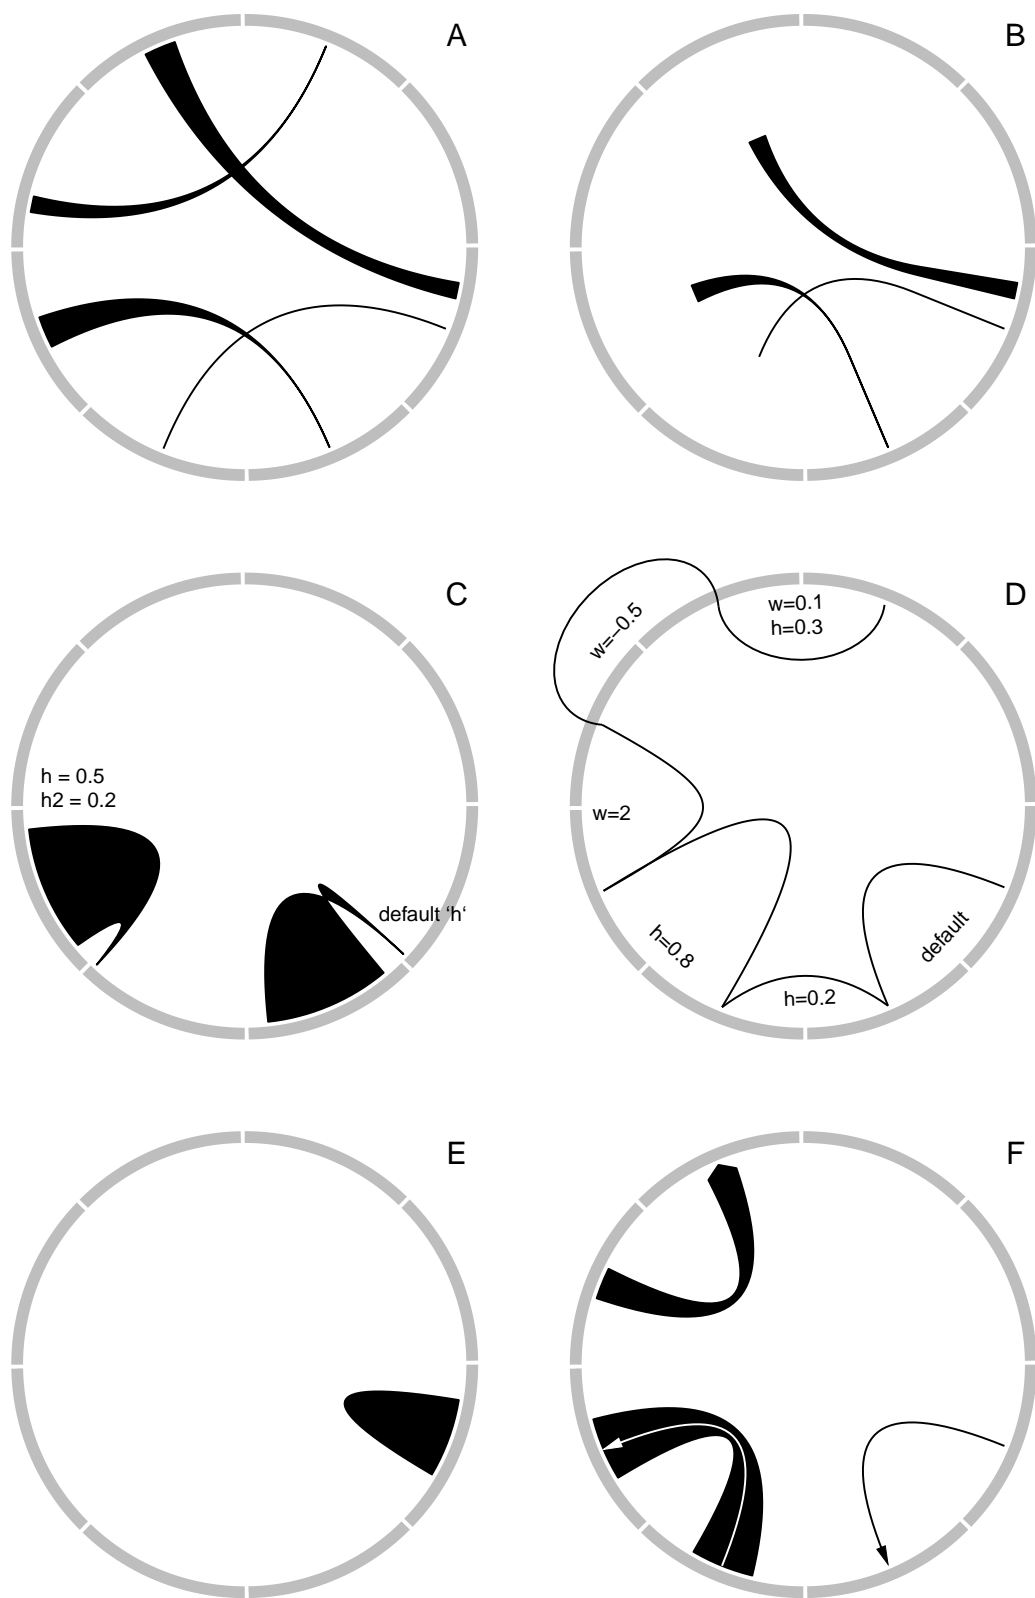 A
B
C
h = 0.5
h2 = 0.2
default ‘h‘
D
w=−0.5
w=0.1
h=0.3
w=2
h=0.8
h=0.2
default
E
F